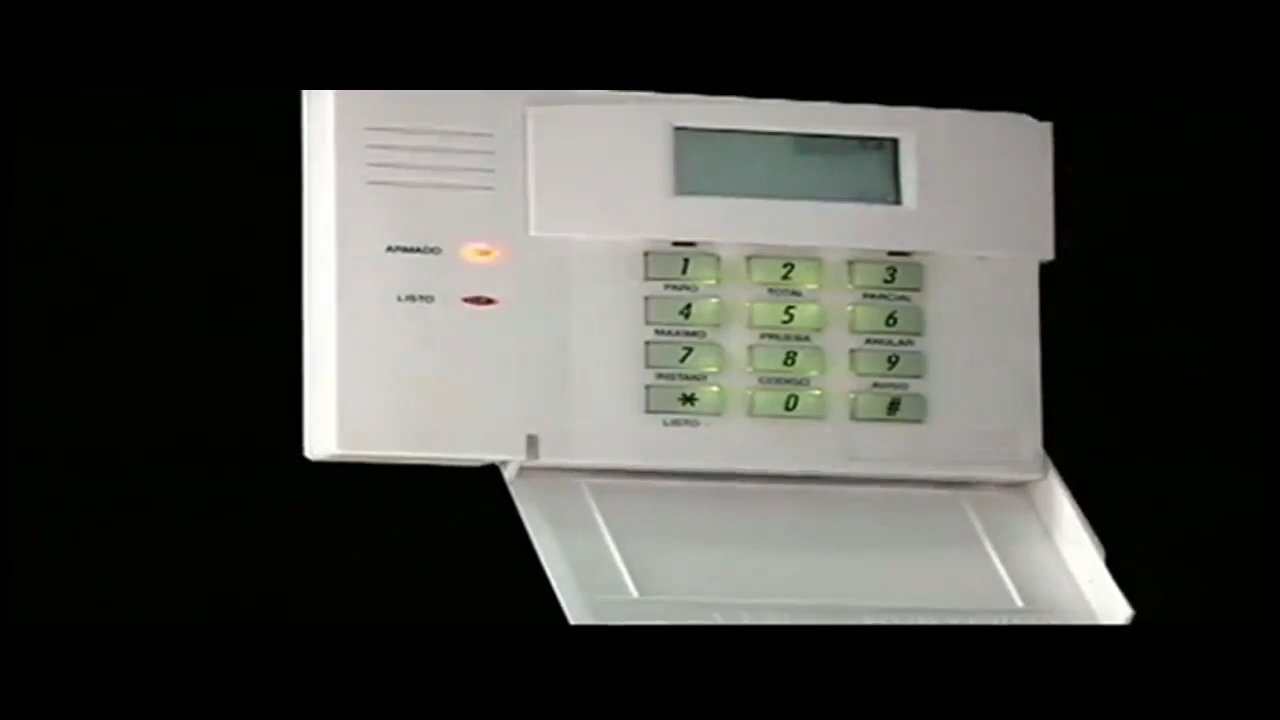 ARMADO
LISTO
1 2 3
PARO TOTAL PARCIAL
4 5 6
MAXIMO PRUEBA ANULAR
7 8 9
INSTANT CODIGO AVISO
* 0 #
LISTO